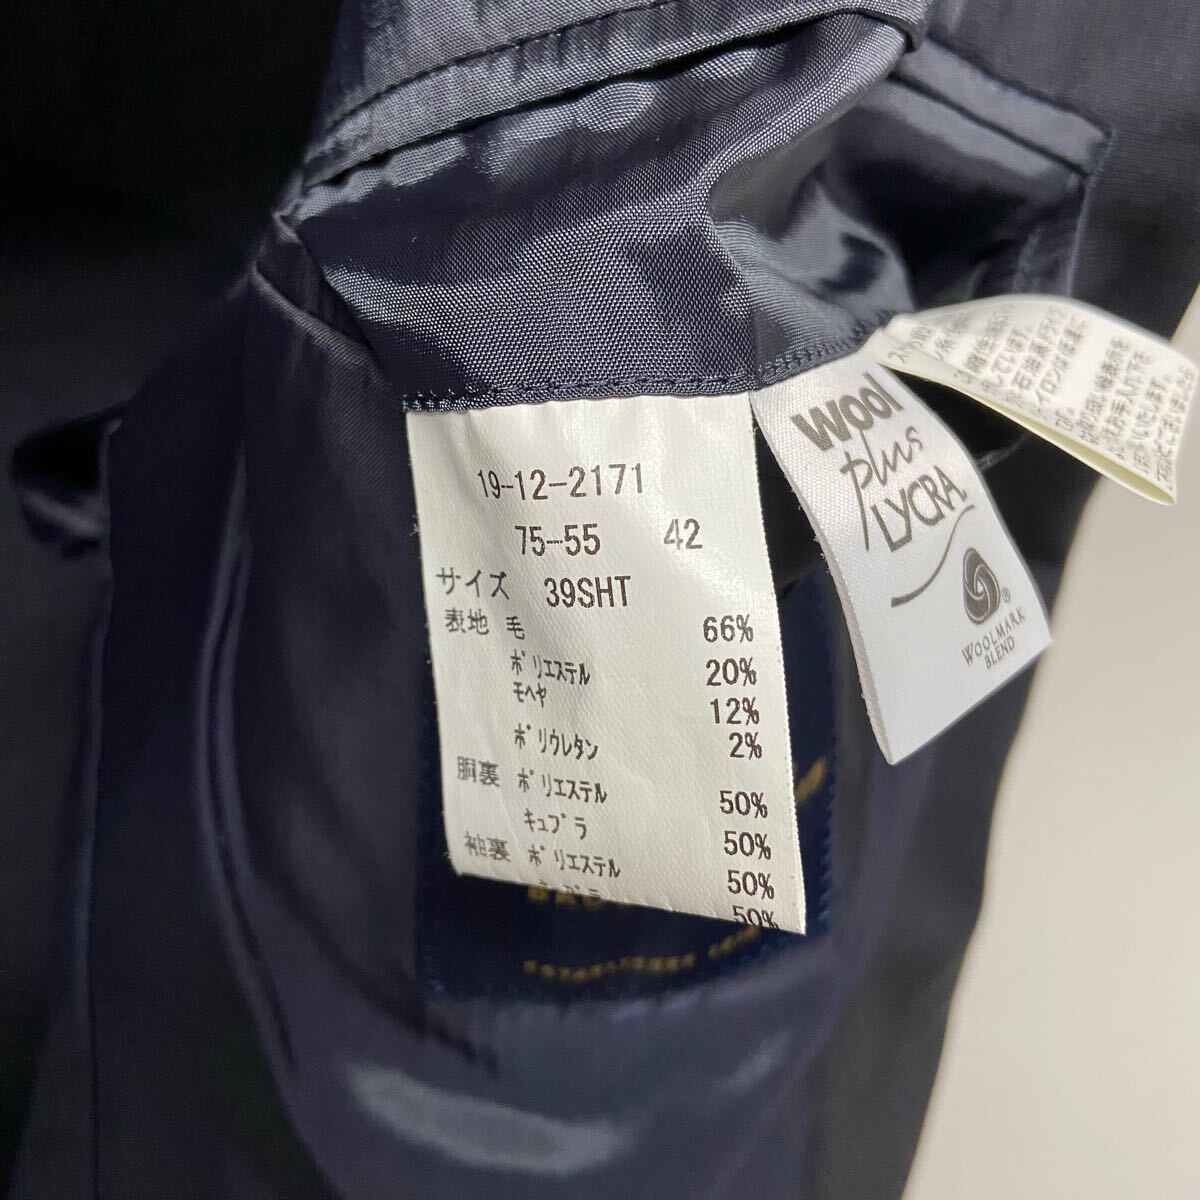 19-12-2171
75-55 42
サイズ 39SHT
表地 毛 66%
ポリエステル 20%
モヘヤ 12%
ポリウレタン 2%
胴裏 ポリエステル 50%
キュプラ 50%
袖裏 ポリエステル 50%
50%
WOOL
plus
LYCRA.
®
WOOLMARK
BLEND
ESTABLISHED